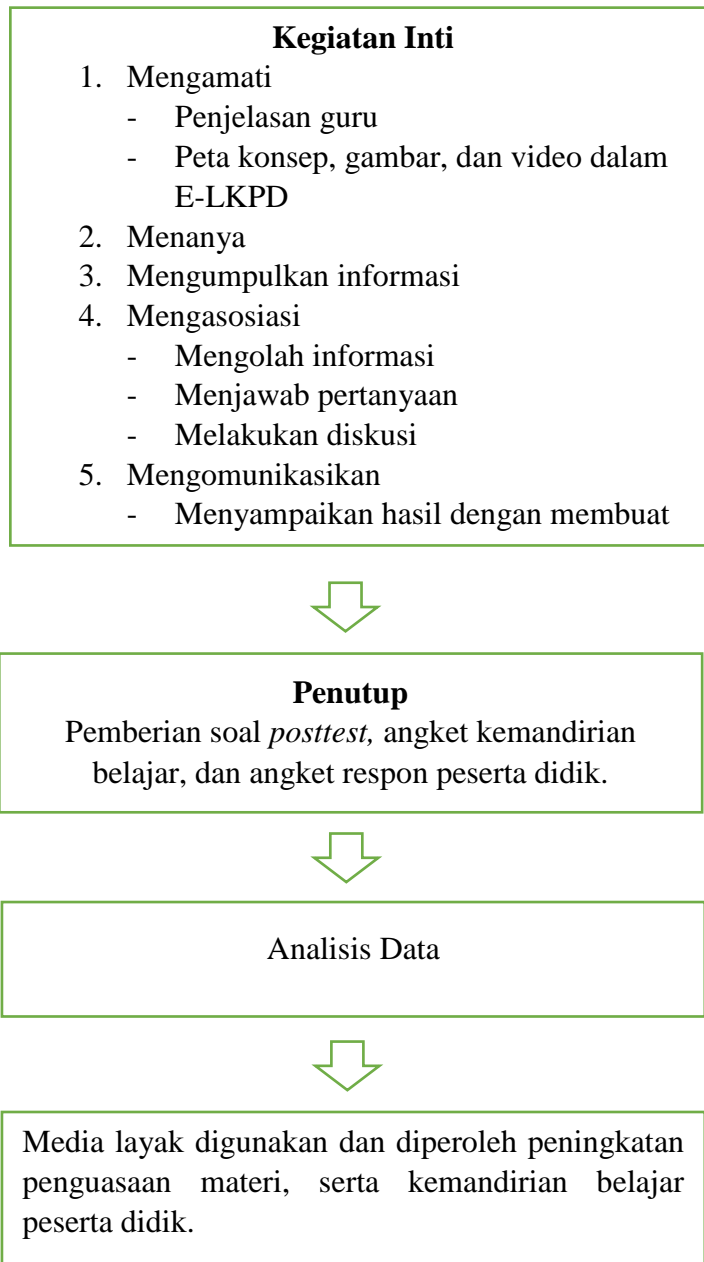 Kegiatan Inti
1. Mengamati
- Penjelasan guru
- Peta konsep, gambar, dan video dalam
E-LKPD
2. Menanya
3. Mengumpulkan informasi
4. Mengasosiasi
- Mengolah informasi
- Menjawab pertanyaan
- Melakukan diskusi
5. Mengomunikasikan
- Menyampaikan hasil dengan membuat
Penutup
Pemberian soal posttest, angket kemandirian
belajar, dan angket respon peserta didik.
Analisis Data
Media layak digunakan dan diperoleh peningkatan
penguasaan materi, serta kemandirian belajar
peserta didik.